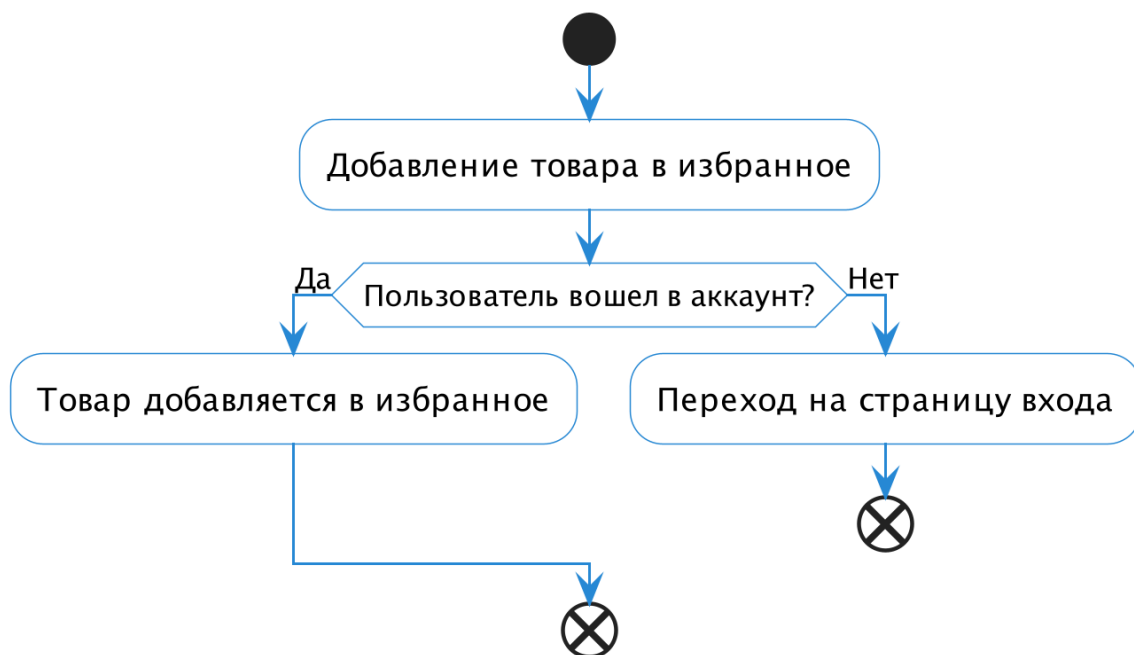 Добавление товара в избранное
Да
Пользователь вошел в аккаунт?
Нет
Товар добавляется в избранное
Переход на страницу входа